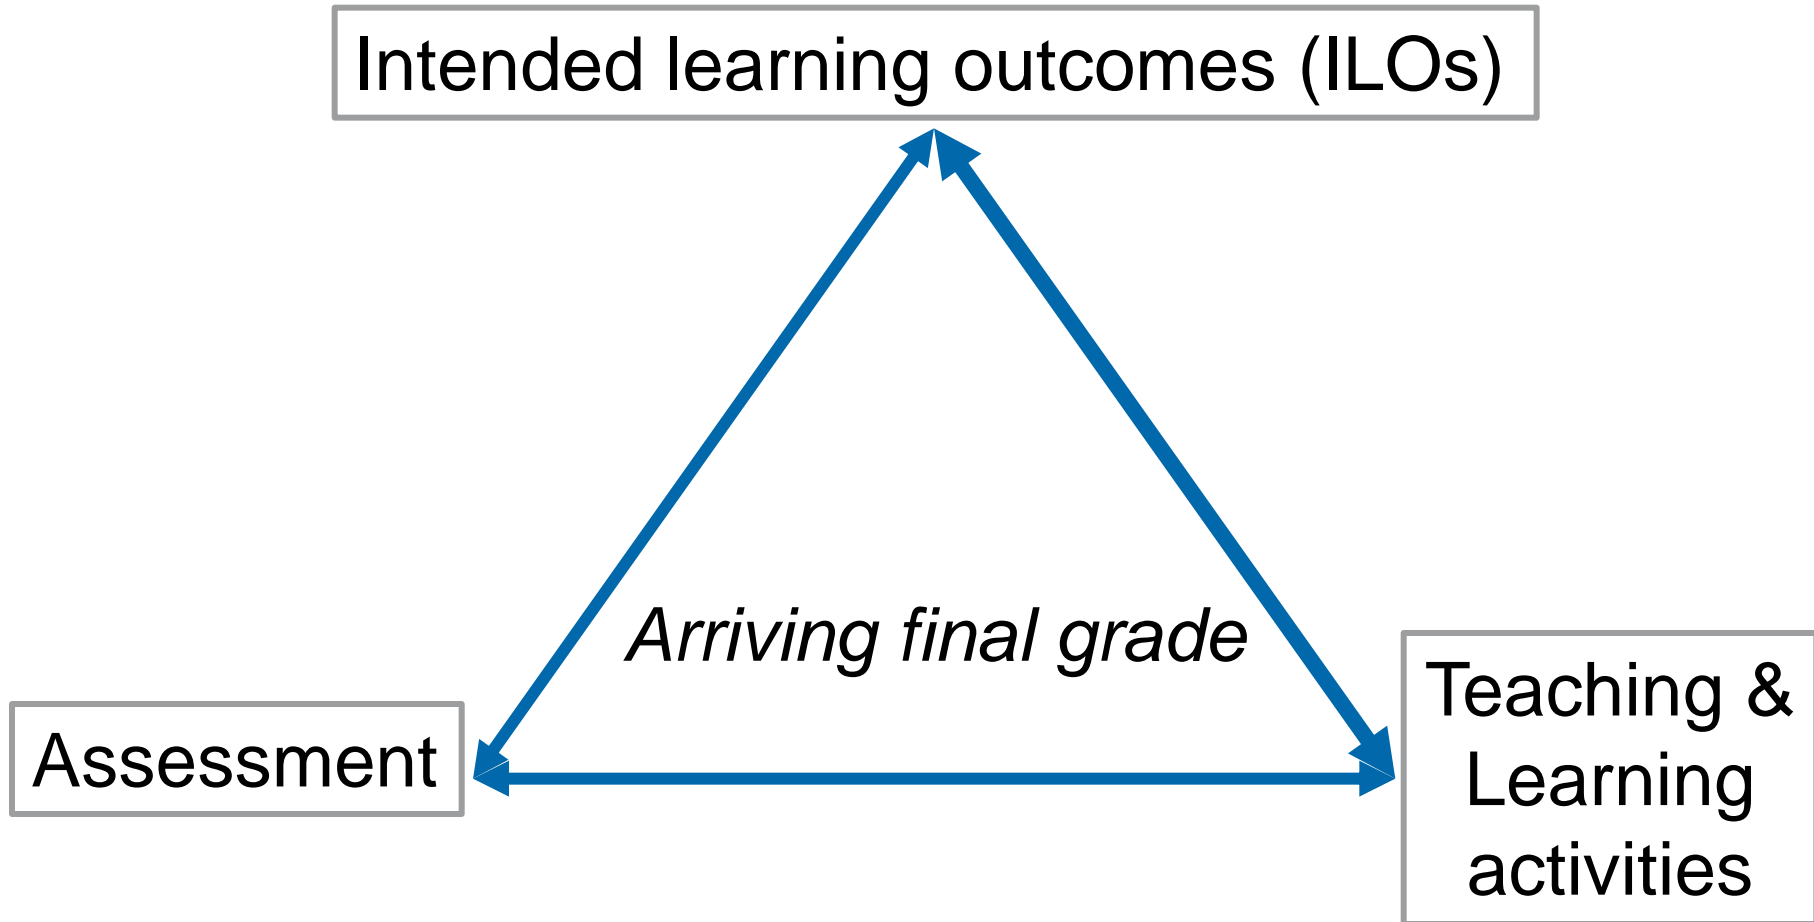 Intended learning outcomes (ILOs)
Arriving final grade
Assessment
Teaching &
Learning
activities